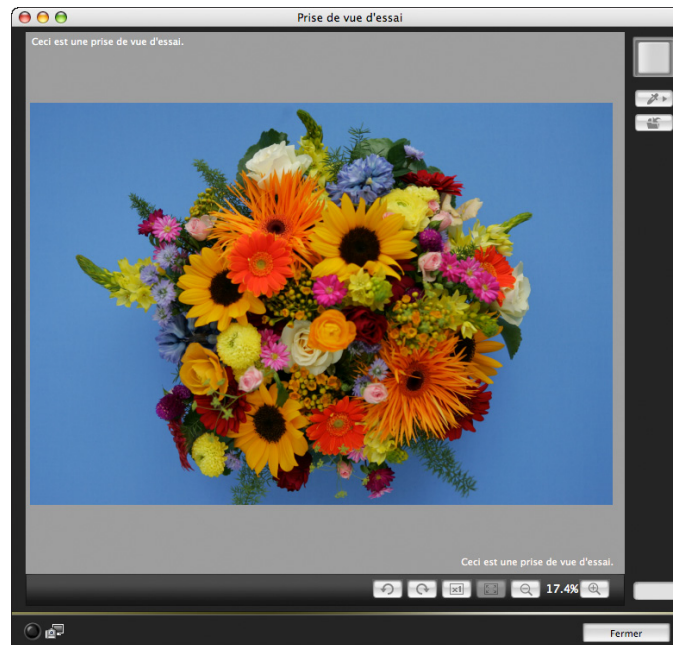 Prise de vue d'essai
Ceci est une prise de vue d'essai.
Ceci est une prise de vue d'essai.
x1
17.4%
Fermer